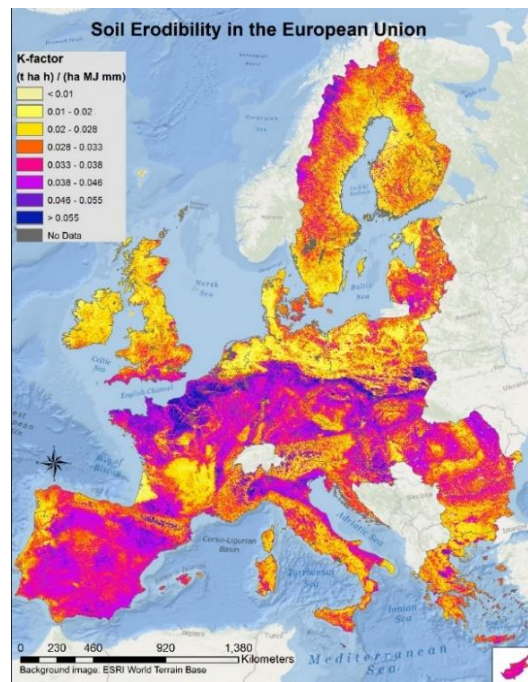 Soil Erodibility in the European Union
K-factor
(t ha h) / (ha MJ mm)
< 0.01
0.01 - 0.02
0.02 - 0.028
0.028 - 0.033
0.033 - 0.038
0.038 - 0.046
0.046 - 0.055
> 0.055
No Data
North
Sea
Baltic
Sea
Celtic
Sea
English Channel
Bay of
Biscay
Corso-Ligurian
Basin
Adriatic Sea
Tyrrhenian
Sea
Ionian
Sea
Mediterranean
Sea
0 230 460 920 1,380
Kilometers
Background image: ESRI World Terrain Base